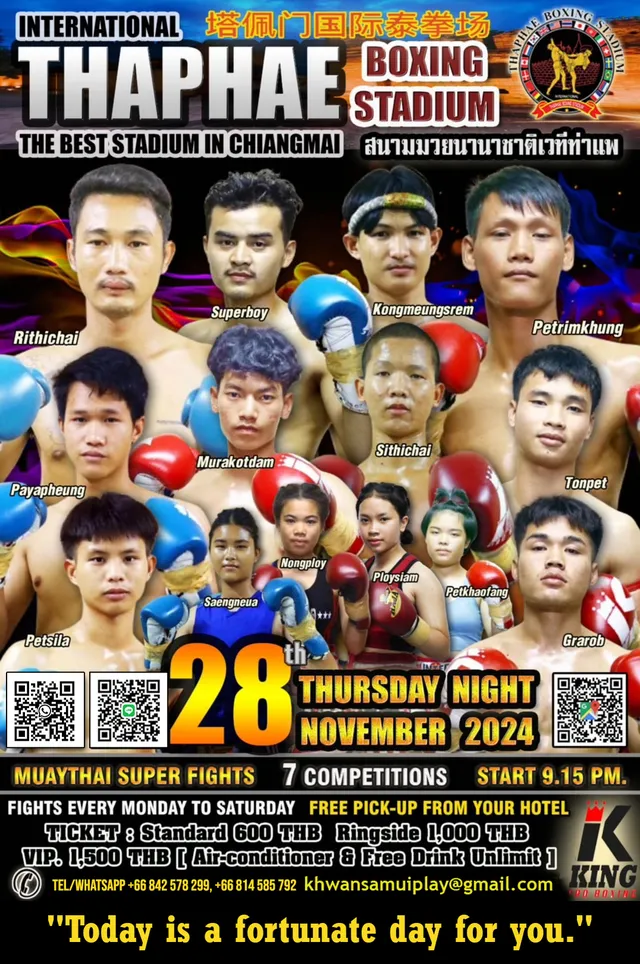 INTERNATIONAL
塔佩门国际泰拳场
THAPHAE
BOXING
STADIUM
THAPHAE BOXING STADIUM
INTERNATIONAL
THE BEST STADIUM IN CHIANGMAI
สนามมวยนานาชาติเวทีท่าแพ
Rithichai
Superboy
Kongmeungsrem
Petrimkhung
Payapheung
Murakotdam
Sithichai
Tonpet
Petsila
Saengneua
Nongploy
Ploysiam
Petkhaofang
Grarob
28th
THURSDAY NIGHT
NOVEMBER 2024
MUAYTHAI SUPER FIGHTS 7 COMPETITIONS START 9.15 PM.
FIGHTS EVERY MONDAY TO SATURDAY FREE PICK-UP FROM YOUR HOTEL
TICKET : Standard 600 THB Ringside 1,000 THB
VIP. 1,500 THB [ Air-conditioner & Free Drink Unlimit ]
K
KING
PRO BOXING
TEL/WHATSAPP +66 842 578 299, +66 814 585 792 khwansamuiplay@gmail.com
"Today is a fortunate day for you."